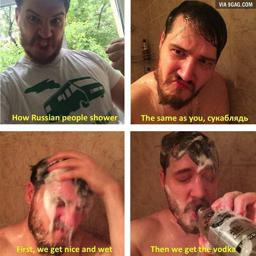 VIA 9GAG.COM
How Russian people shower
The same as you, сукаблядь
First, we get nice and wet
Then we get the vodka